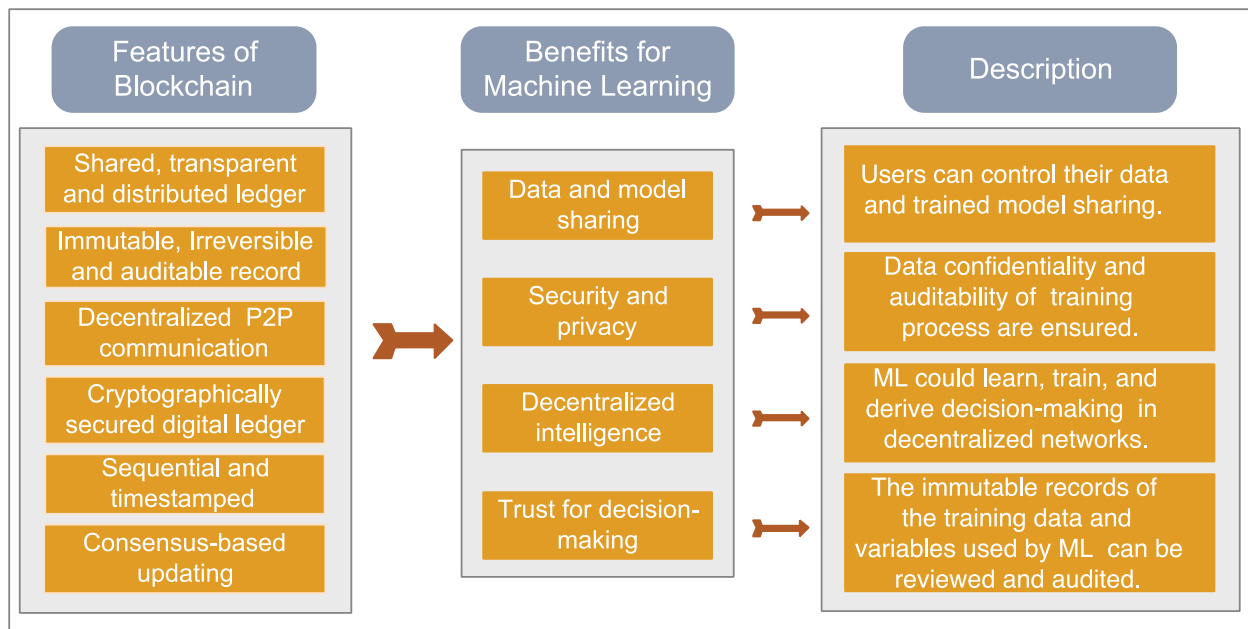 Features of
Blockchain
Benefits for
Machine Learning
Description
Shared, transparent
and distributed ledger
Immutable, Irreversible
and auditable record
Decentralized P2P
communication
Cryptographically
secured digital ledger
Sequential and
timestamped
Consensus-based
updating
Data and model
sharing
Security and
privacy
Decentralized
intelligence
Trust for decision-
making
Users can control their data
and trained model sharing.
Data confidentiality and
auditability of training
process are ensured.
ML could learn, train, and
derive decision-making in
decentralized networks.
The immutable records of
the training data and
variables used by ML can be
reviewed and audited.